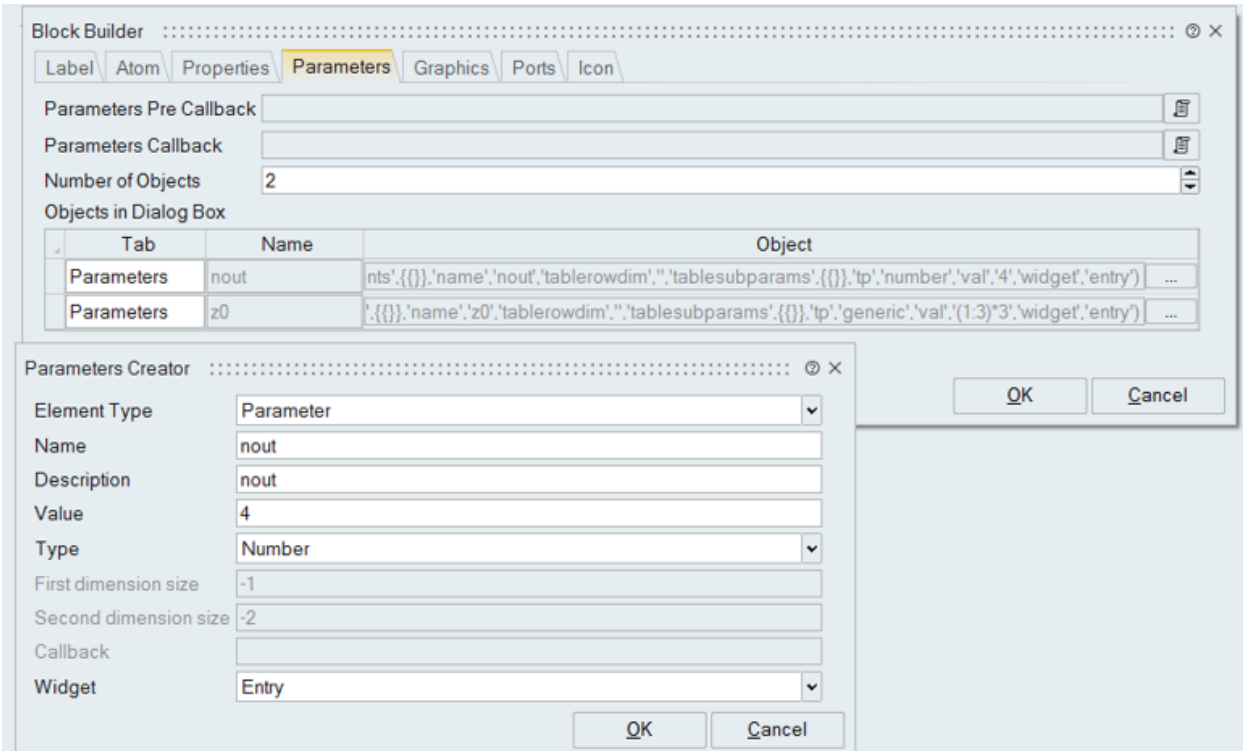 Block Builder
Label Atom Properties Parameters Graphics Ports Icon
Parameters Pre Callback
Parameters Callback
Number of Objects 2
Objects in Dialog Box
Tab Name Object
Parameters nout nts',{{}},'name','nout','tablerowdim','','tablesubparams',{{}},'tp','number','val','4','widget','entry') ...
Parameters z0 ',{{}},'name','z0','tablerowdim','','tablesubparams',{{}},'tp','generic','val','(1:3)*3','widget','entry') ...
OK Cancel
Parameters Creator
Element Type Parameter
Name nout
Description nout
Value 4
Type Number
First dimension size -1
Second dimension size -2
Callback
Widget Entry
OK Cancel